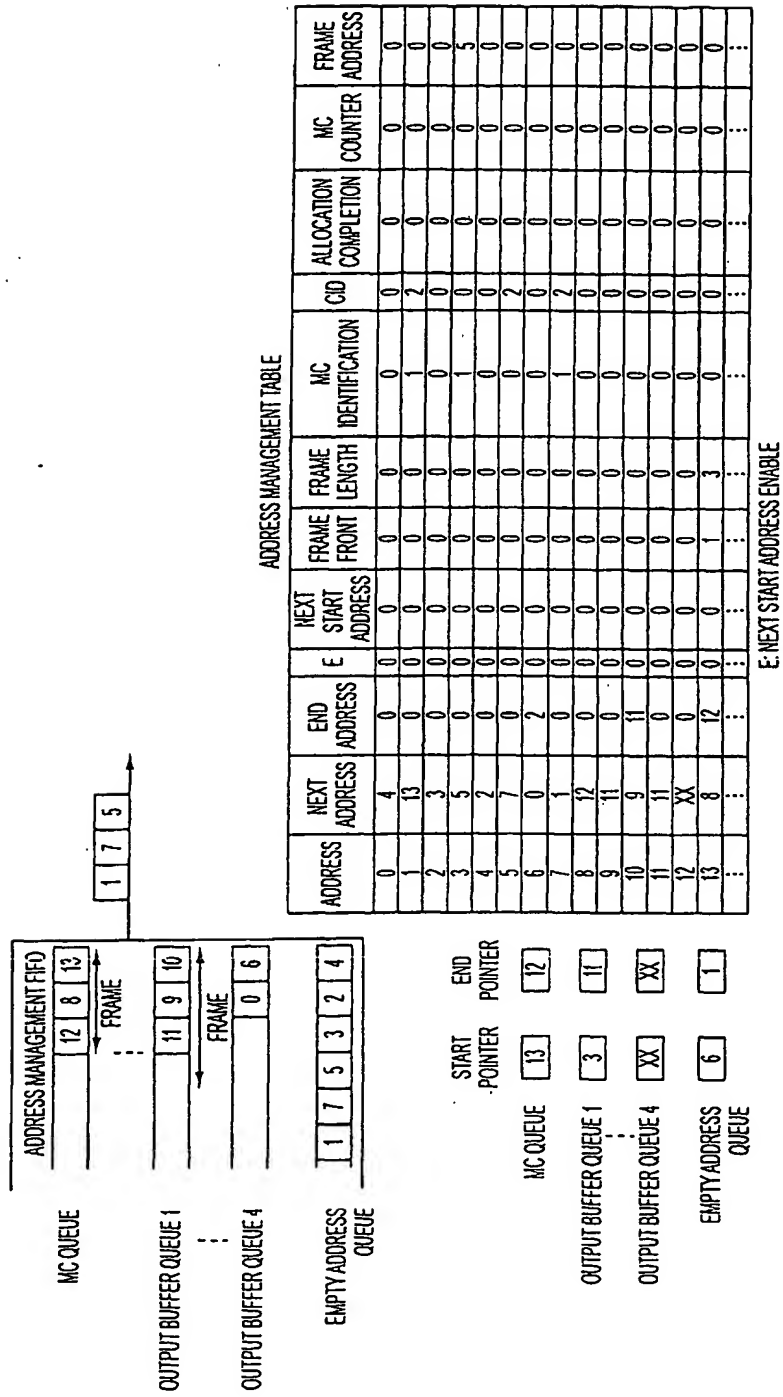 ADDRESS MANAGEMENT FIFO
MC QUEUE 12 8 13
FRAME
1 7 5
OUTPUT BUFFER QUEUE 1 11 9 10
FRAME
OUTPUT BUFFER QUEUE 4 0 6
EMPTY ADDRESS QUEUE 1 7 5 3 2 4
START POINTER END POINTER
MC QUEUE 13 12
OUTPUT BUFFER QUEUE 1 3 11
OUTPUT BUFFER QUEUE 4 XX XX
EMPTY ADDRESS QUEUE 6 1
ADDRESS MANAGEMENT TABLE
ADDRESS NEXT ADDRESS END ADDRESS E NEXT START ADDRESS FRAME FRONT FRAME LENGTH MC IDENTIFICATION CID ALLOCATION COMPLETION MC COUNTER FRAME ADDRESS
0 4 0 0 0 0 0 0 0 0 0 0
1 13 0 0 0 0 0 1 2 0 0 0
2 3 0 0 0 0 0 0 0 0 0 0
3 5 0 0 0 0 0 1 0 0 0 5
4 2 0 0 0 0 0 0 0 0 0 0
5 7 0 0 0 0 0 0 2 0 0 0
6 0 2 0 0 0 0 0 0 0 0 0
7 1 0 0 0 0 0 1 2 0 0 0
8 12 0 0 0 0 0 0 0 0 0 0
9 11 0 0 0 0 0 0 0 0 0 0
10 9 11 0 0 0 0 0 0 0 0 0
11 11 0 0 0 0 0 0 0 0 0 0
12 XX 0 0 0 0 0 0 0 0 0 0
13 8 12 0 0 1 3 0 0 0 0 0
E: NEXT START ADDRESS ENABLE